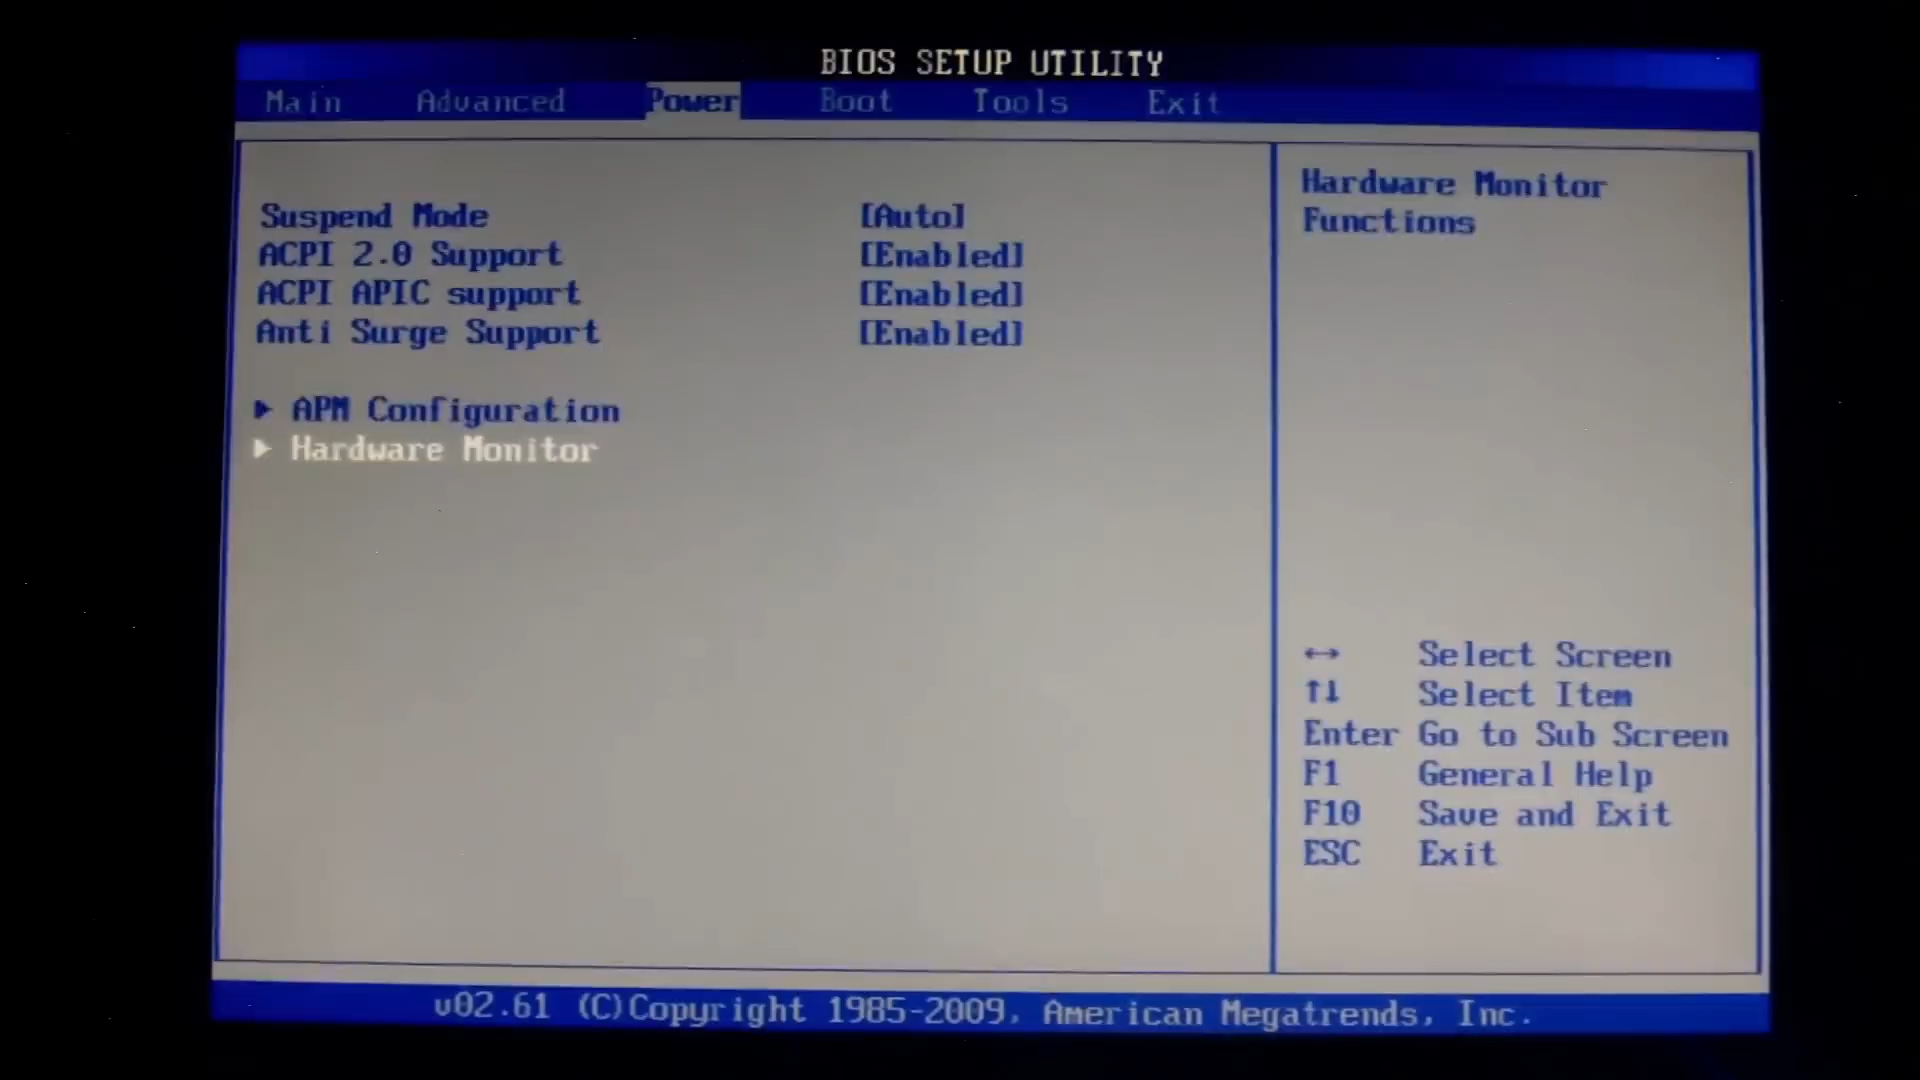 BIOS SETUP UTILITY
Main Advanced Power Boot Tools Exit
Suspend Mode [Auto]
ACPI 2.0 Support [Enabled]
ACPI APIC support [Enabled]
Anti Surge Support [Enabled]
▶ APM Configuration
▶ Hardware Monitor
Hardware Monitor
Functions
↔ Select Screen
↑↓ Select Item
Enter Go to Sub Screen
F1 General Help
F10 Save and Exit
ESC Exit
v02.61 (C)Copyright 1985-2009, American Megatrends, Inc.